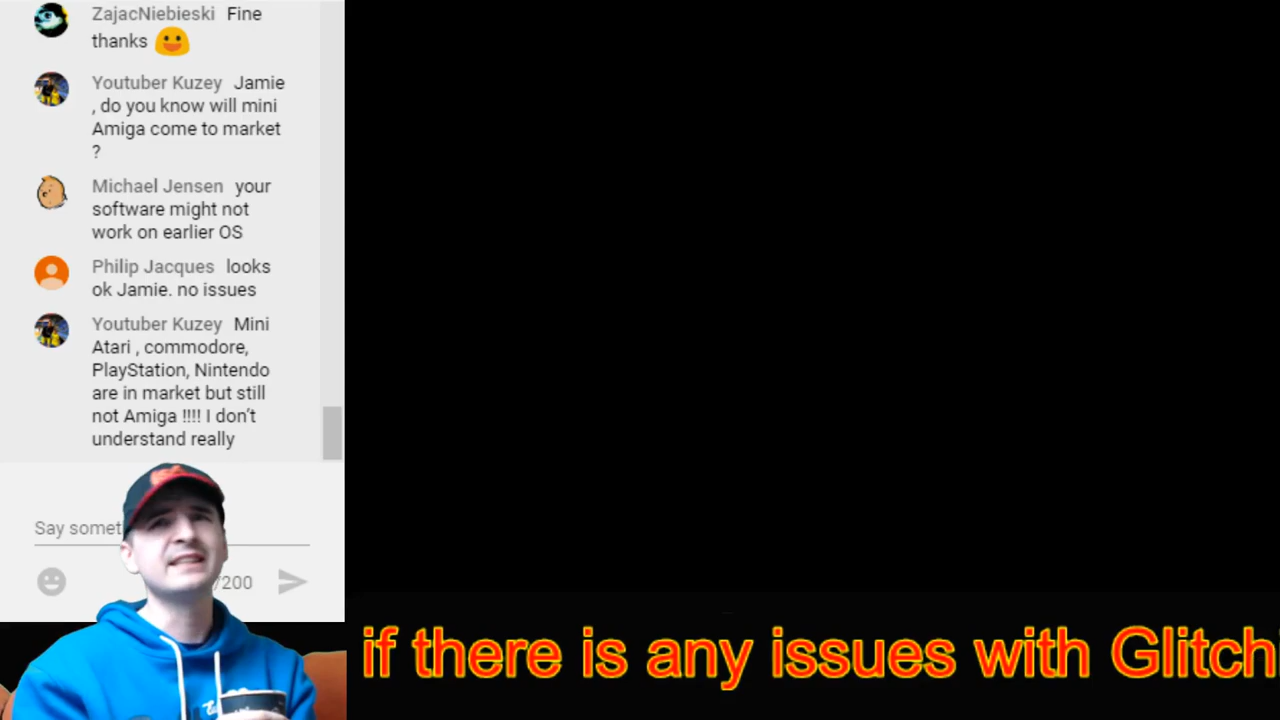 ZajacNiebieski Fine
thanks
Youtuber Kuzey Jamie
, do you know will mini
Amiga come to market
?
Michael Jensen your
software might not
work on earlier OS
Philip Jacques looks
ok Jamie. no issues
Youtuber Kuzey Mini
Atari , commodore,
PlayStation, Nintendo
are in market but still
not Amiga !!!! I don't
understand really
Say somet
/200
if there is any issues with Glitch